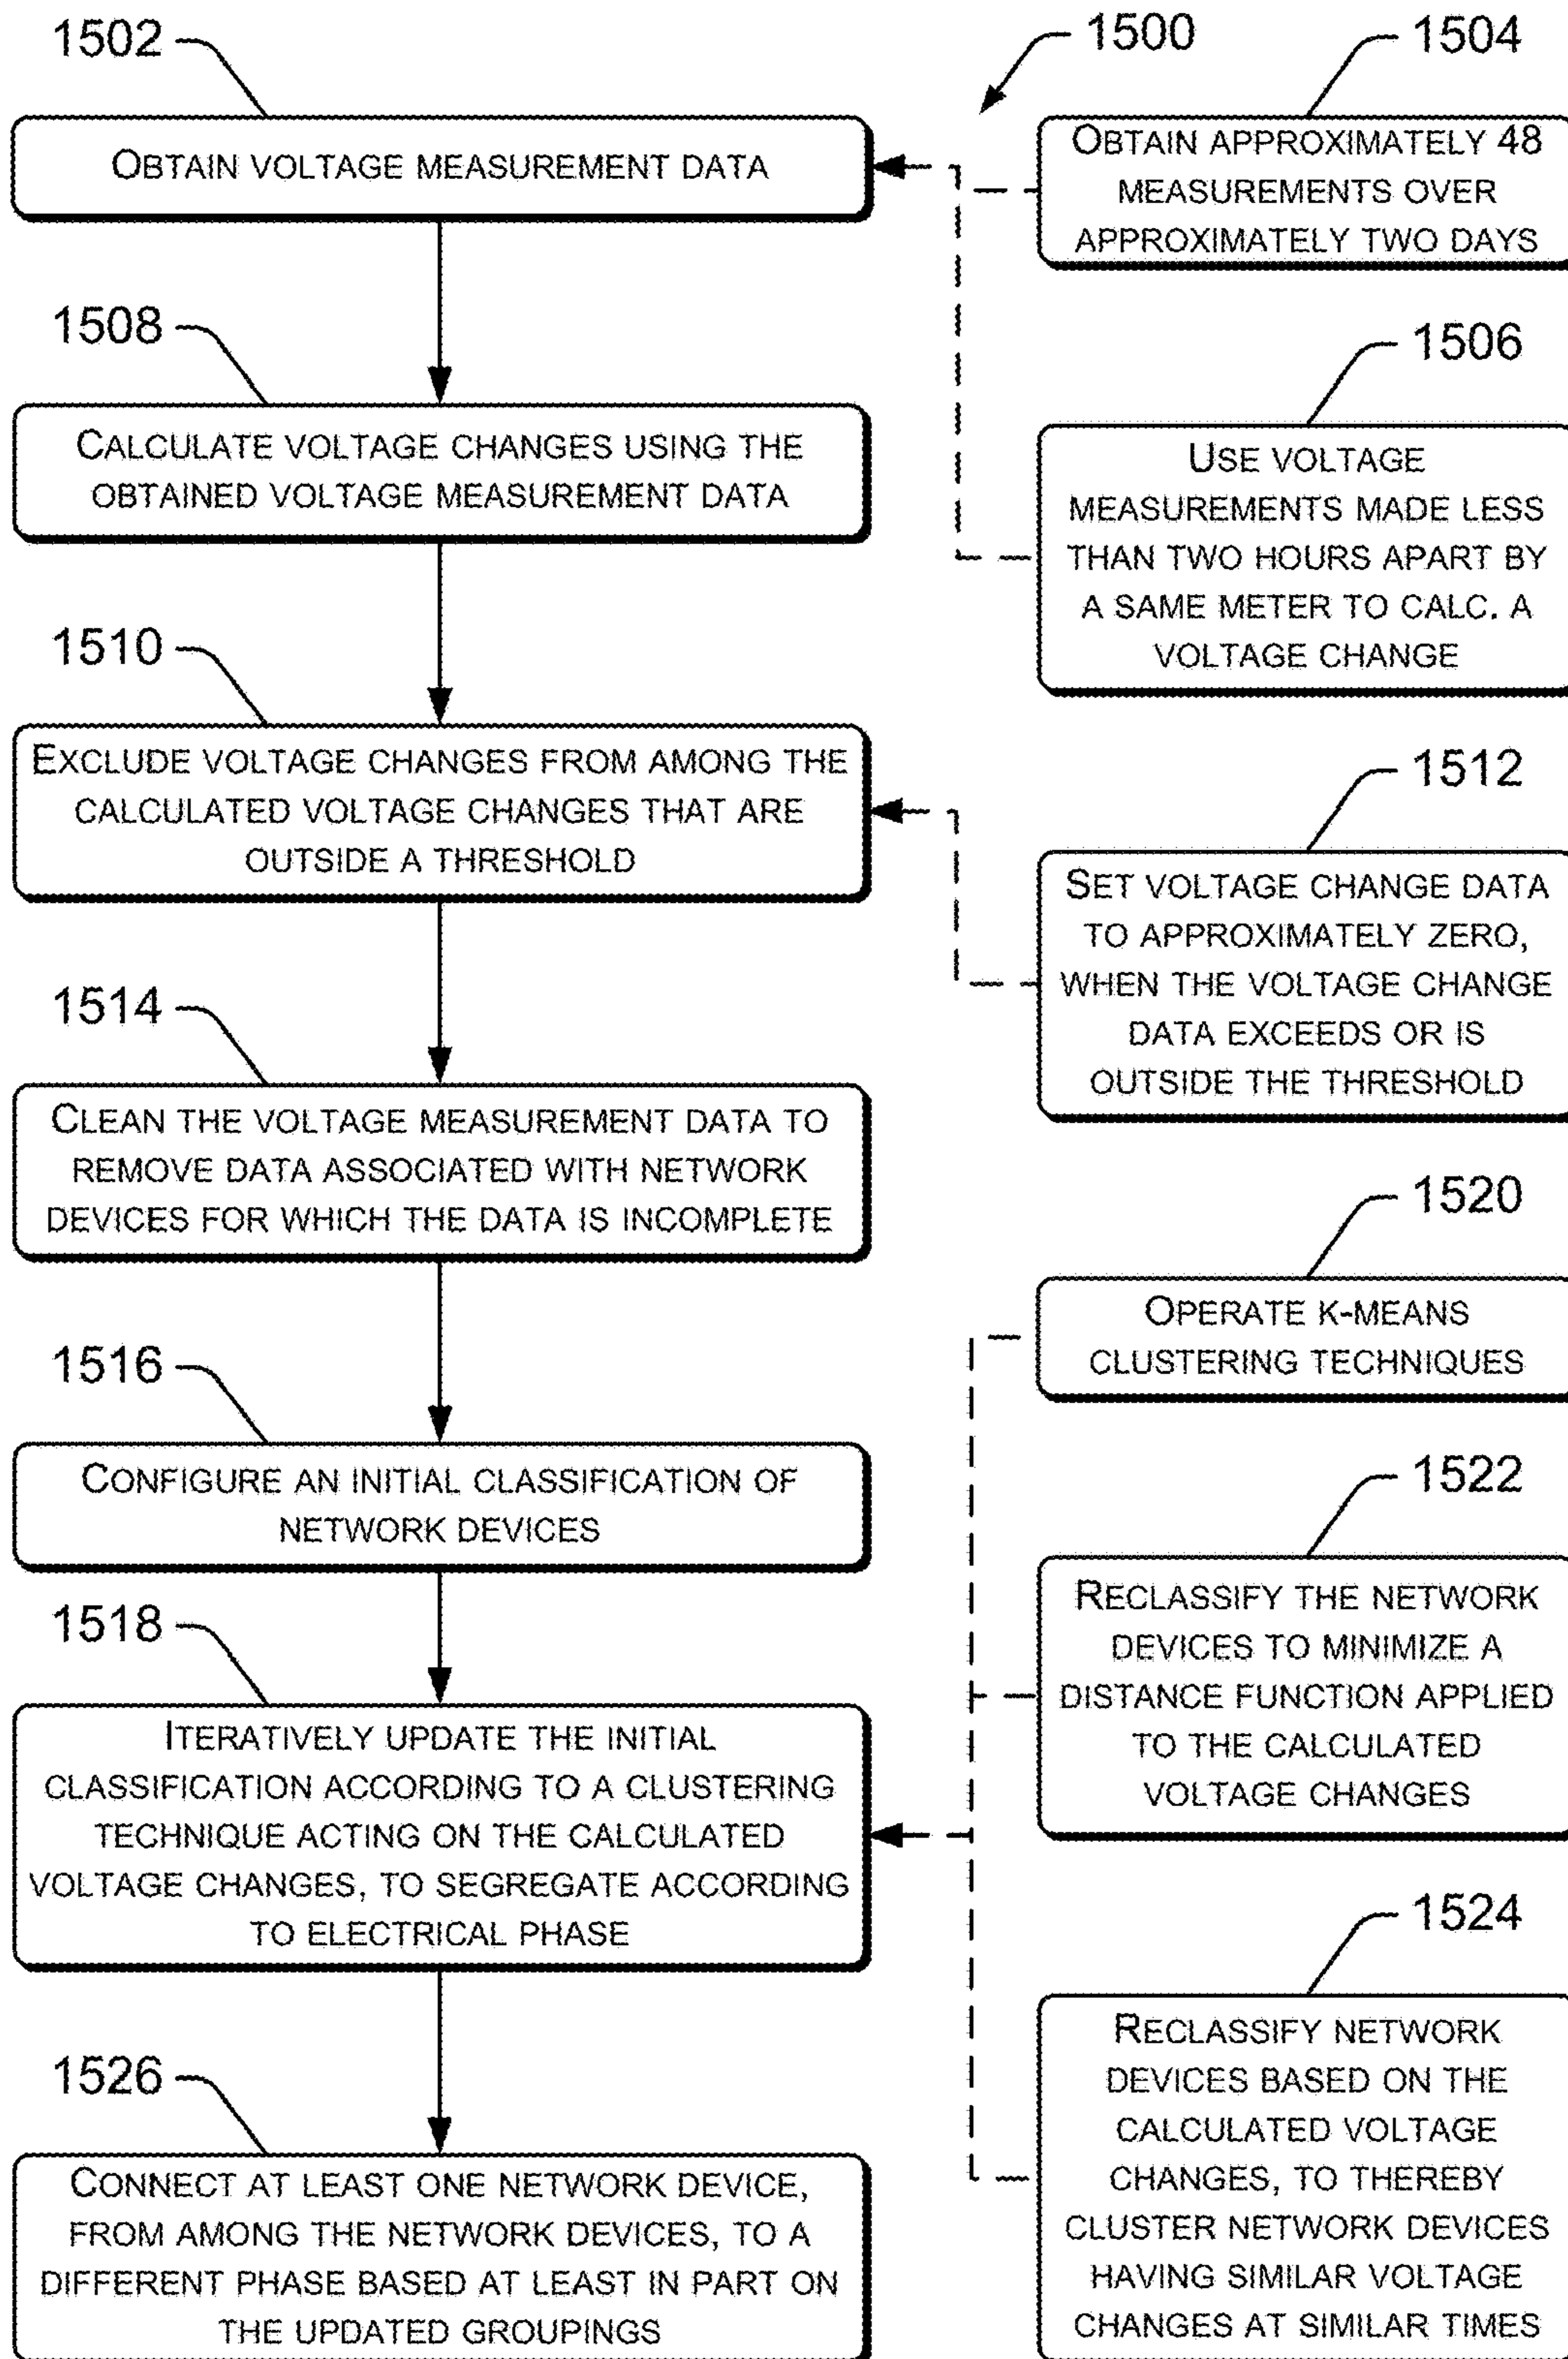 1500
1502
OBTAIN VOLTAGE MEASUREMENT DATA
1504
OBTAIN APPROXIMATELY 48
MEASUREMENTS OVER
APPROXIMATELY TWO DAYS
1506
USE VOLTAGE
MEASUREMENTS MADE LESS
THAN TWO HOURS APART BY
A SAME METER TO CALC. A
VOLTAGE CHANGE
1508
CALCULATE VOLTAGE CHANGES USING THE
OBTAINED VOLTAGE MEASUREMENT DATA
1510
EXCLUDE VOLTAGE CHANGES FROM AMONG THE
CALCULATED VOLTAGE CHANGES THAT ARE
OUTSIDE A THRESHOLD
1512
SET VOLTAGE CHANGE DATA
TO APPROXIMATELY ZERO,
WHEN THE VOLTAGE CHANGE
DATA EXCEEDS OR IS
OUTSIDE THE THRESHOLD
1514
CLEAN THE VOLTAGE MEASUREMENT DATA TO
REMOVE DATA ASSOCIATED WITH NETWORK
DEVICES FOR WHICH THE DATA IS INCOMPLETE
1516
CONFIGURE AN INITIAL CLASSIFICATION OF
NETWORK DEVICES
1518
ITERATIVELY UPDATE THE INITIAL
CLASSIFICATION ACCORDING TO A CLUSTERING
TECHNIQUE ACTING ON THE CALCULATED
VOLTAGE CHANGES, TO SEGREGATE ACCORDING
TO ELECTRICAL PHASE
1520
OPERATE K-MEANS
CLUSTERING TECHNIQUES
1522
RECLASSIFY THE NETWORK
DEVICES TO MINIMIZE A
DISTANCE FUNCTION APPLIED
TO THE CALCULATED
VOLTAGE CHANGES
1524
RECLASSIFY NETWORK
DEVICES BASED ON THE
CALCULATED VOLTAGE
CHANGES, TO THEREBY
CLUSTER NETWORK DEVICES
HAVING SIMILAR VOLTAGE
CHANGES AT SIMILAR TIMES
1526
CONNECT AT LEAST ONE NETWORK DEVICE,
FROM AMONG THE NETWORK DEVICES, TO A
DIFFERENT PHASE BASED AT LEAST IN PART ON
THE UPDATED GROUPINGS